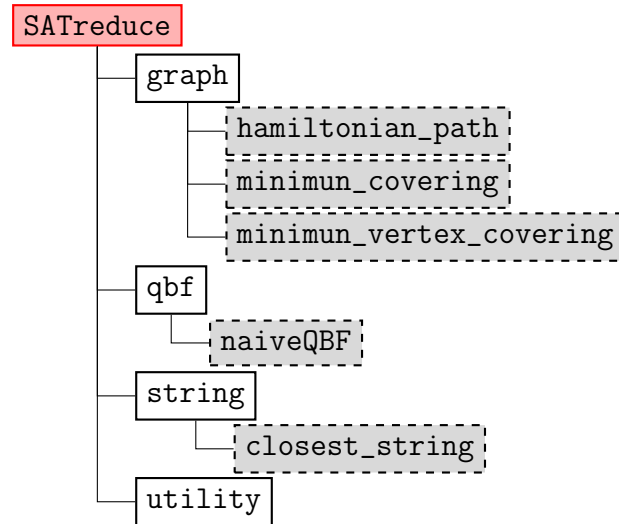 SATreduce
graph
hamiltonian_path
minimun_covering
minimun_vertex_covering
qbf
naiveQBF
string
closest_string
utility